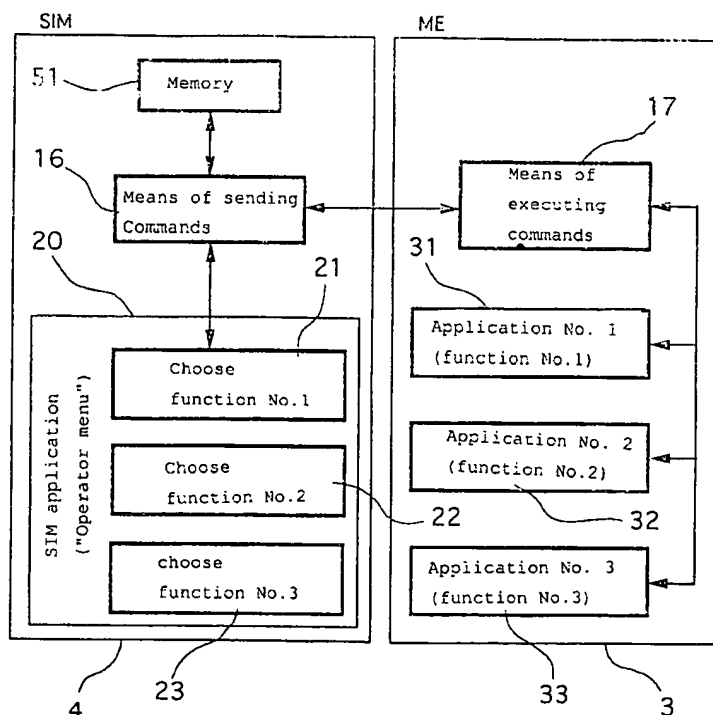 SIM
ME
51
Memory
16
Means of sending
Commands
17
Means of
executing
commands
20
21
31
SIM application
("Operator menu")
Choose
function No.1
Choose
function No.2
22
choose
function No.3
Application No. 1
(function No.1)
Application No. 2
(function No.2)
32
Application No. 3
(function No.3)
4
23
33
3